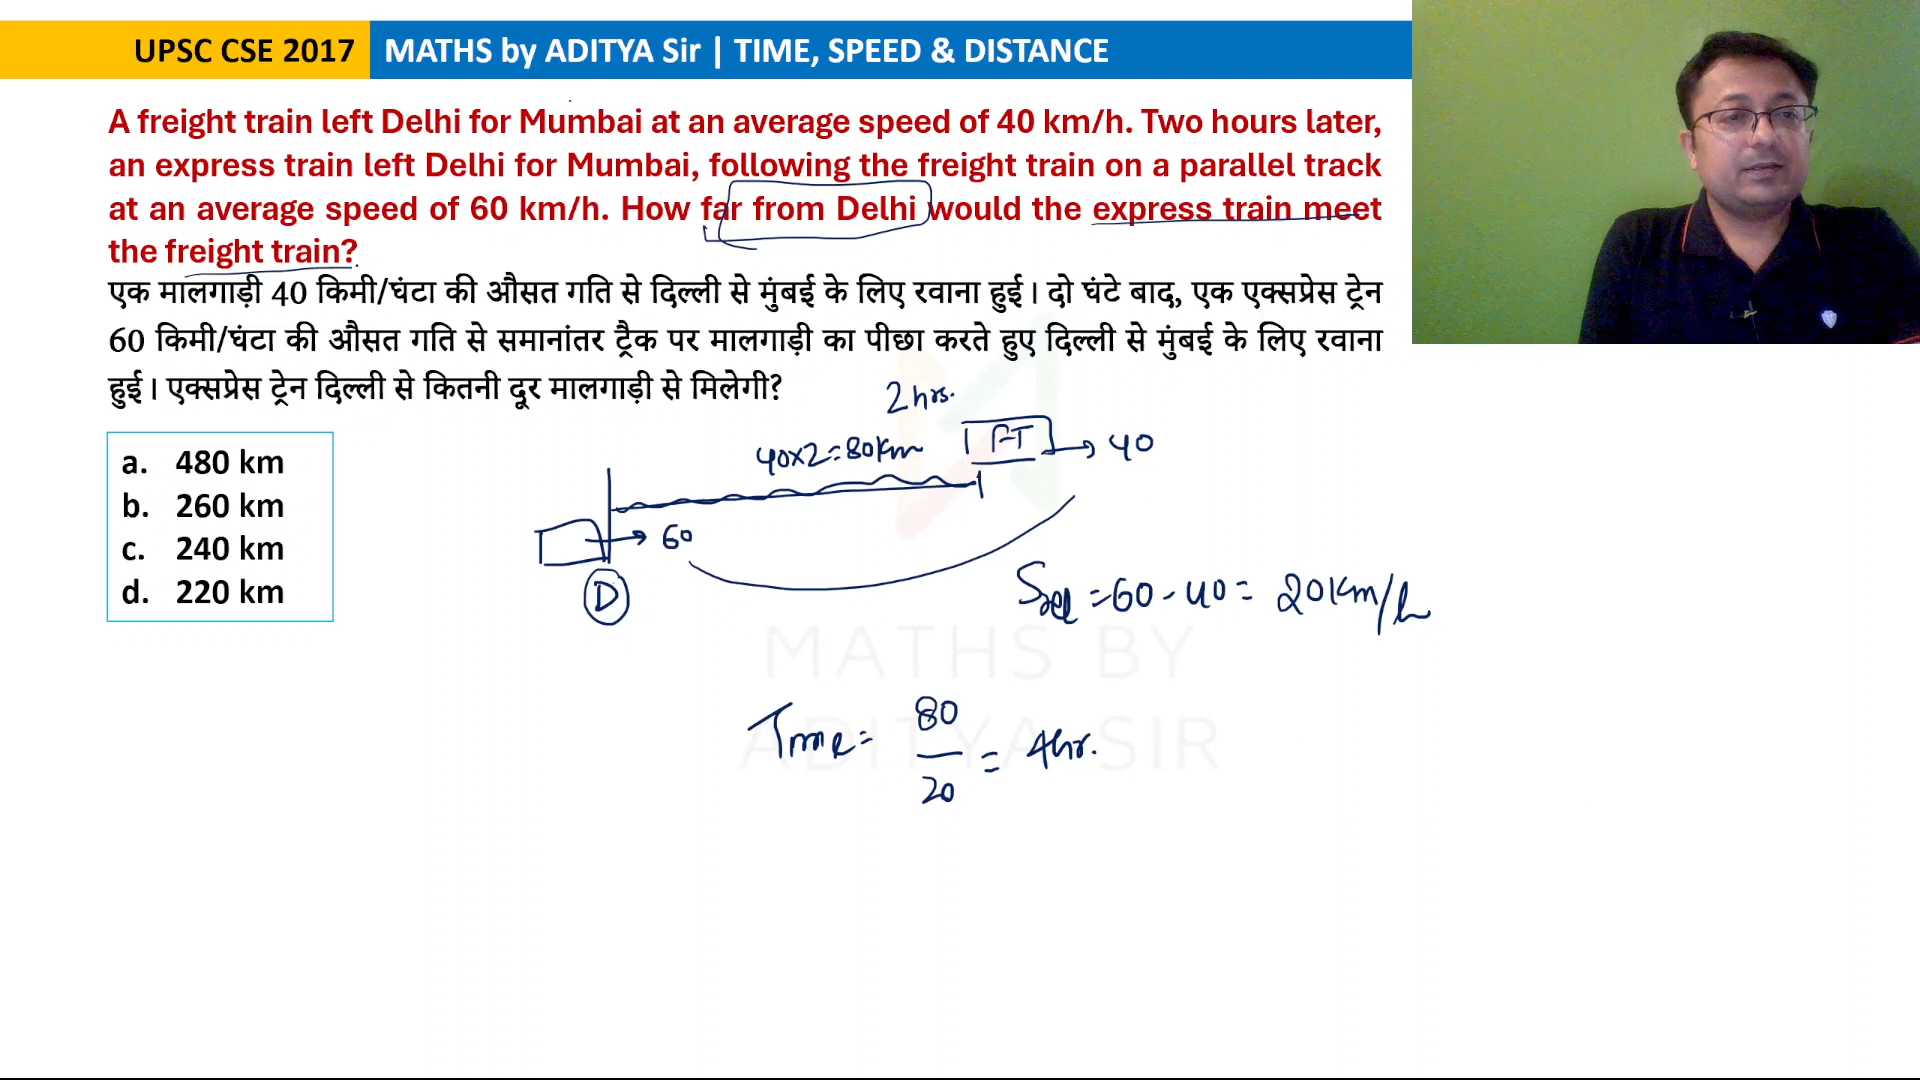 UPSC CSE 2017
MATHS by ADITYA Sir | TIME, SPEED & DISTANCE
A freight train left Delhi for Mumbai at an average speed of 40 km/h. Two hours later,
an express train left Delhi for Mumbai, following the freight train on a parallel track
at an average speed of 60 km/h. How far from Delhi would the express train meet
the freight train?
एक मालगाड़ी 40 किमी/घंटा की औसत गति से दिल्ली से मुंबई के लिए रवाना हुई। दो घंटे बाद, एक एक्सप्रेस ट्रेन
60 किमी/घंटा की औसत गति से समानांतर ट्रैक पर मालगाड़ी का पीछा करते हुए दिल्ली से मुंबई के लिए रवाना
हुई। एक्सप्रेस ट्रेन दिल्ली से कितनी दूर मालगाड़ी से मिलेगी?
a. 480 km
b. 260 km
c. 240 km
d. 220 km
2 hrs.
40x2=80km
FT
40
60
D
Srel = 60 - 40 = 20km/h
MATHS BY
ADITYA SIR
Time = 80/20 = 4hr.